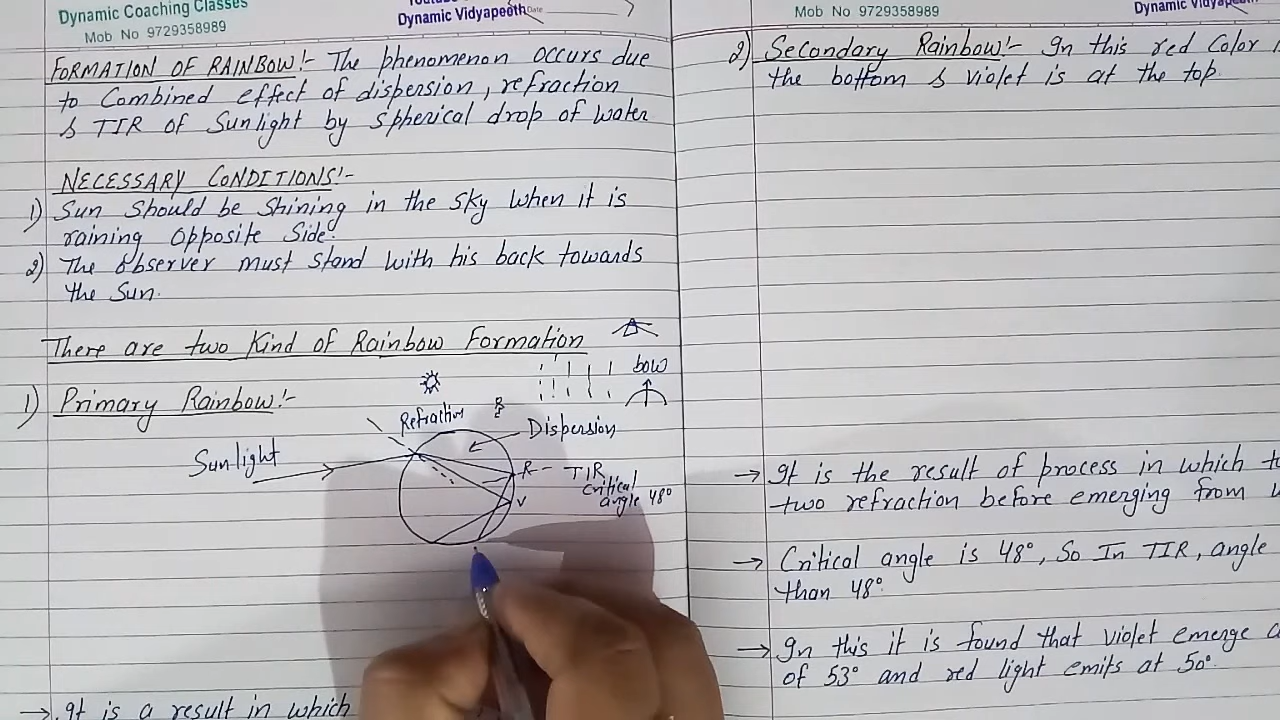 Dynamic Coaching Classes
Mob No 9729358989
Dynamic Vidyapeeth
Date
FORMATION OF RAINBOW:- The phenomenon occurs due
to Combined effect of dispersion, refraction
& TIR of Sunlight by Spherical drop of water
NECESSARY CONDITIONS:-
1) Sun should be shining in the sky when it is
raining opposite side.
2) The observer must stand with his back towards
the Sun.
There are two Kind of Rainbow Formation
1) Primary Rainbow:-
bow
Refraction
Dispersion
Sunlight
R - TIR
Critical
angle 48°
V
→ It is a result in which
Mob No 9729358989
Dynamic Vidyapeeth
2) Secondary Rainbow:- In this red color
the bottom & violet is at the top.
→ It is the result of process in which
two refraction before emerging from
→ Critical angle is 48°, So In TIR, angle
than 48°
→ In this it is found that violet emerge
of 53° and red light emits at 50°.